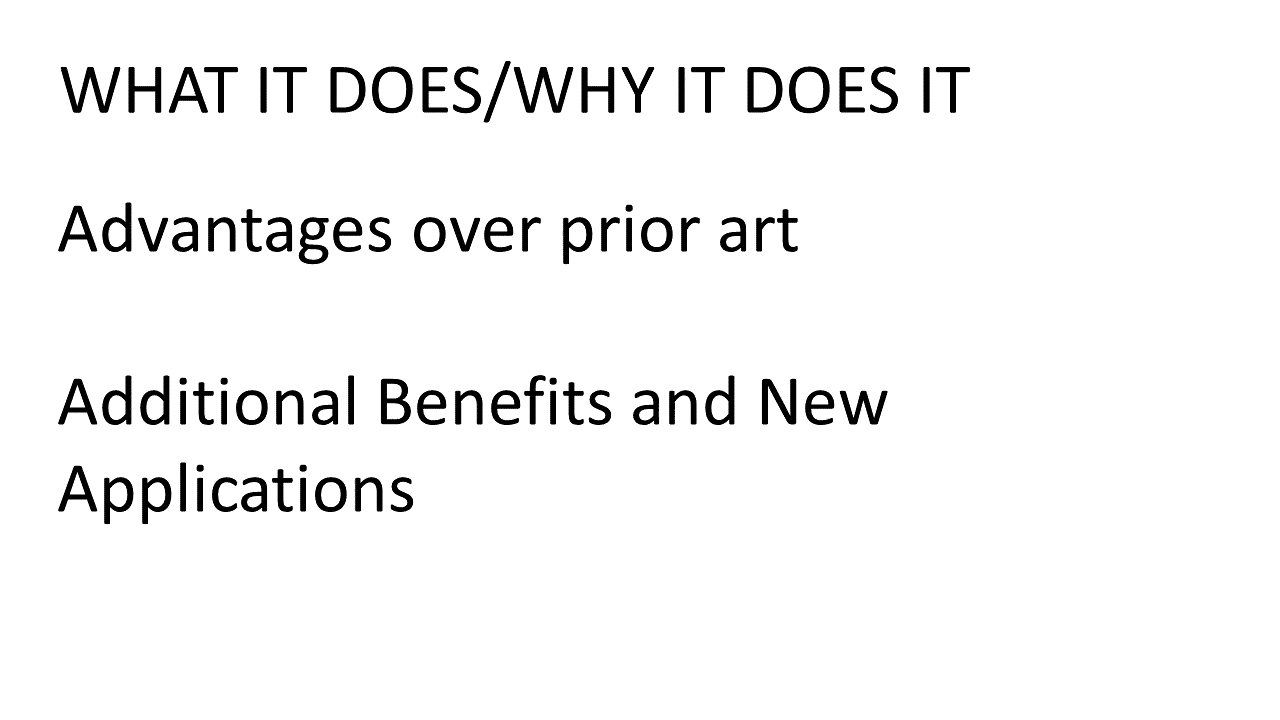 WHAT IT DOES/WHY IT DOES IT
Advantages over prior art
Additional Benefits and New
Applications